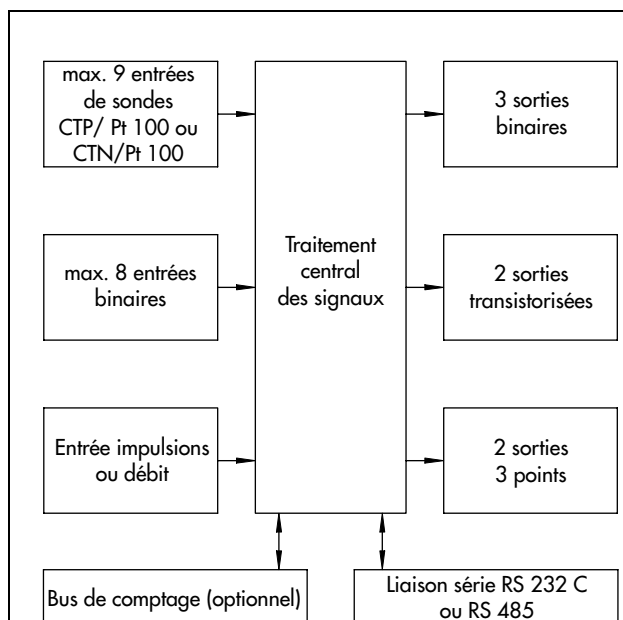 max. 9 entrées
de sondes
CTP/ Pt 100 ou
CTN/Pt 100
3 sorties
binaires
Traitement
central
des signaux
max. 8 entrées
binaires
2 sorties
transistorisées
Entrée impulsions
ou débit
2 sorties
3 points
Bus de comptage (optionnel)
Liaison série RS 232 C
ou RS 485